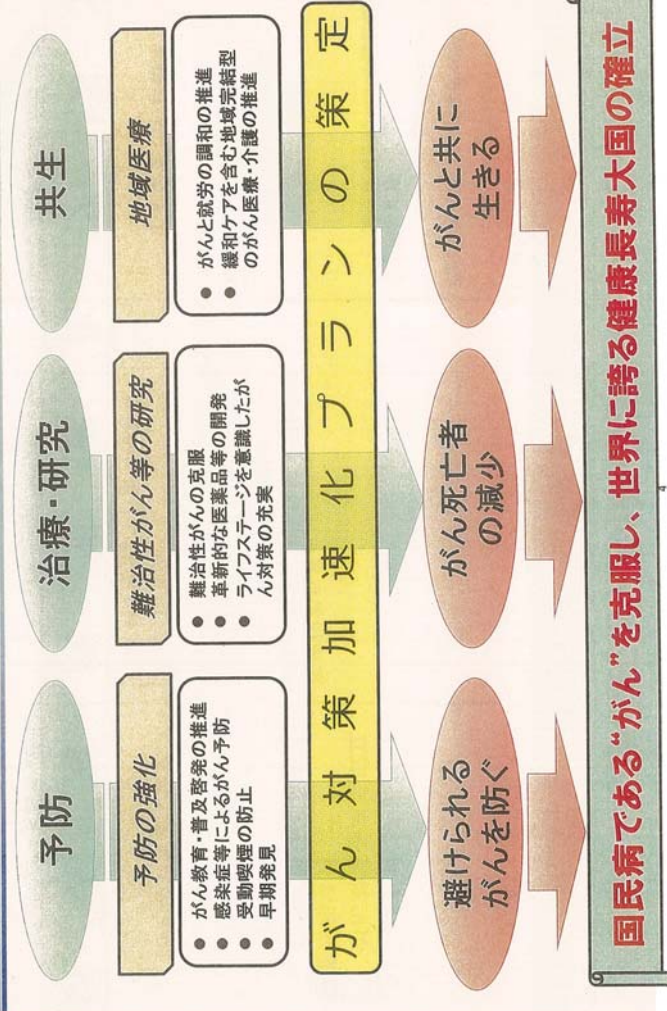 予防
治療・研究
共生
予防の強化
難治性がん等の研究
地域医療
● がん教育・普及啓発の推進
● 感染症等によるがん予防
● 受動喫煙の防止
● 早期発見
● 難治性がんの克服
● 革新的な医薬品等の開発
● ライフステージを意識したが
ん対策の充実
● がんと就労の調和の推進
● 緩和ケアを含む地域完結型
のがん医療・介護の推進
がん対策加速化プランの策定
避けられる
がんを防ぐ
がん死亡者
の減少
がんと共に
生きる
国民病である“がん”を克服し、世界に誇る健康長寿大国の確立
4